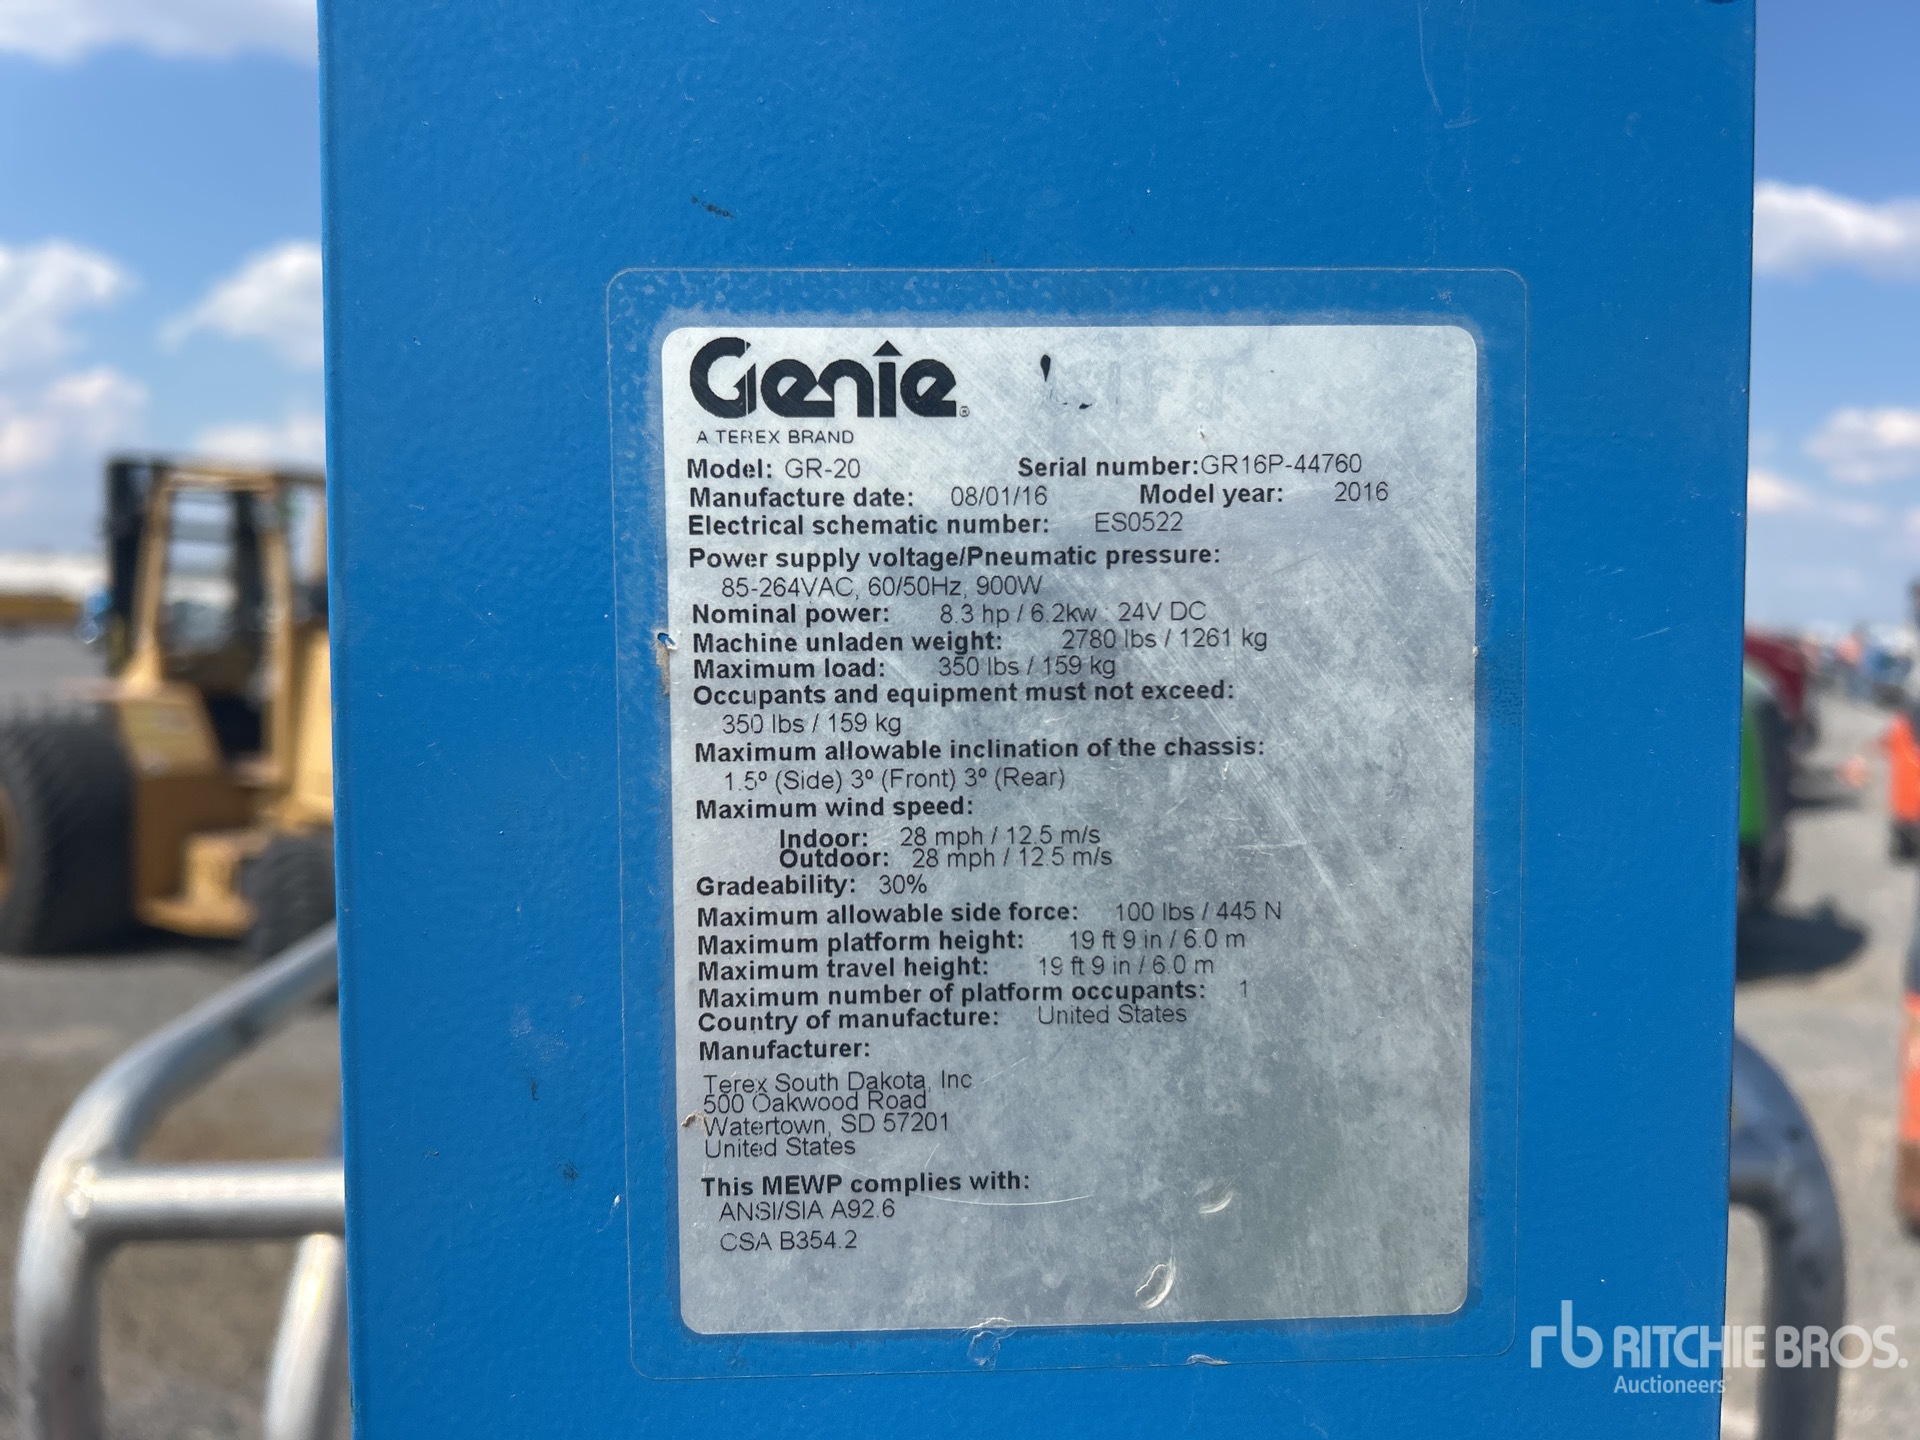 Genie®
A TEREX BRAND
Model: GR-20 Serial number:GR16P-44760
Manufacture date: 08/01/16 Model year: 2016
Electrical schematic number: ES0522
Power supply voltage/Pneumatic pressure:
85-264VAC, 60/50Hz, 900W
Nominal power: 8.3 hp / 6.2kw : 24V DC
Machine unladen weight: 2780 lbs / 1261 kg
Maximum load: 350 lbs / 159 kg
Occupants and equipment must not exceed:
350 lbs / 159 kg
Maximum allowable inclination of the chassis:
1.5º (Side) 3º (Front) 3º (Rear)
Maximum wind speed:
Indoor: 28 mph / 12.5 m/s
Outdoor: 28 mph / 12.5 m/s
Gradeability: 30%
Maximum allowable side force: 100 lbs / 445 N
Maximum platform height: 19 ft 9 in / 6.0 m
Maximum travel height: 19 ft 9 in / 6.0 m
Maximum number of platform occupants: 1
Country of manufacture: United States
Manufacturer:
Terex South Dakota, Inc
500 Oakwood Road
Watertown, SD 57201
United States
This MEWP complies with:
ANSI/SIA A92.6
CSA B354.2
rb RITCHIE BROS.
Auctioneers